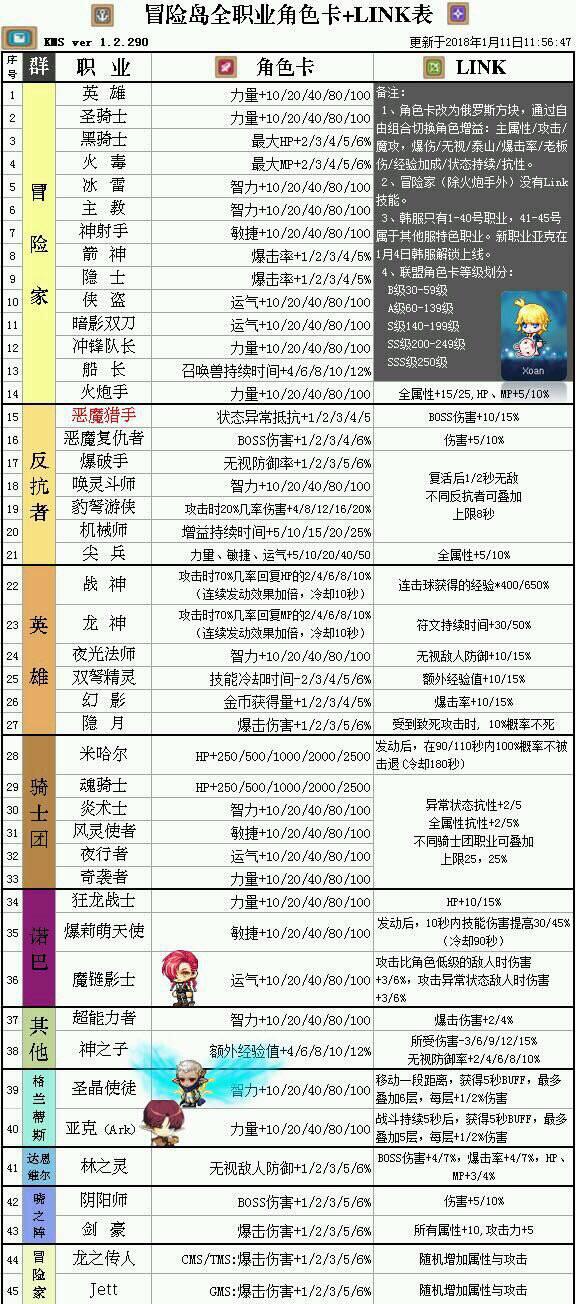 冒险岛全职业角色卡+LINK表
KMS ver 1.2.290
更新于2018年1月11日11:56:47
序号 群 职 业 角色卡 LINK
冒险家
1 英 雄 力量+10/20/40/80/100
2 圣骑士 力量+10/20/40/80/100
3 黑骑士 最大HP+2/3/4/5/6%
4 火 毒 最大MP+2/3/4/5/6%
5 冰 雷 智力+10/20/40/80/100
6 主 教 智力+10/20/40/80/100
7 神射手 敏捷+10/20/40/80/100
8 箭 神 爆击率+1/2/3/4/5%
9 隐 士 爆击率+1/2/3/4/5%
10 侠 盗 运气+10/20/40/80/100
11 暗影双刀 运气+10/20/40/80/100
12 冲锋队长 力量+10/20/40/80/100
13 船 长 召唤兽持续时间+4/6/8/10/12%
备注:
1、角色卡改为俄罗斯方块,通过自
由组合切换角色增益:主属性/攻击/
魔攻,爆伤/无视/泰山/爆击率/老板
伤/经验加成/状态持续/抗性。
2、冒险家(除火炮手外)没有Link
技能。
3、韩服只有1-40号职业,41-45号
属于其他服特色职业。新职业亚克在
1月4日韩服解锁上线。
4、联盟角色卡等级划分:
B级30-59级
A级60-139级
S级140-199级
SS级200-249级
SSS级250级
Xoan
14 火炮手 力量+10/20/40/80/100 全属性+15/25,HP、MP+5/10%
反抗者
15 恶魔猎手 状态异常抵抗+1/2/3/4/5 BOSS伤害+10/15%
16 恶魔复仇者 BOSS伤害+1/2/3/4/6% 伤害+5/10%
17 爆破手 无视防御率+1/2/3/5/6%
18 唤灵斗师 智力+10/20/40/80/100
19 豹弩游侠 攻击时20%几率伤害+4/8/12/16/20%
20 机械师 增益持续时间+5/10/15/20/25%
复活后1/2秒无敌
不同反抗者可叠加
上限8秒
21 尖 兵 力量、敏捷、运气+5/10/20/40/50 全属性+5/10%
英雄
22 战 神 攻击时70%几率回复HP的2/4/6/8/10%
(连续发动效果加倍,冷却10秒) 连击球获得的经验*400/650%
23 龙 神 攻击时70%几率回复MP的2/4/6/8/10%
(连续发动效果加倍,冷却10秒) 符文持续时间+30/50%
24 夜光法师 智力+10/20/40/80/100 无视敌人防御+10/15%
25 双弩精灵 技能冷却时间-2/3/4/5/6% 额外经验值+10/15%
26 幻 影 金币获得量+1/2/3/4/5% 爆击率+10/15%
27 隐 月 爆击伤害+1/2/3/5/6% 受到致死攻击时, 10%概率不死
骑士团
28 米哈尔 HP+250/500/1000/2000/2500 发动后,在90/110秒内100%概率不被
击退(冷却180秒)
29 魂骑士 HP+250/500/1000/2000/2500
30 炎术士 智力+10/20/40/80/100
31 风灵使者 敏捷+10/20/40/80/100
32 夜行者 运气+10/20/40/80/100
33 奇袭者 力量+10/20/40/80/100
异常状态抗性+2/5
全属性抗性+2/5%
不同骑士团职业可叠加
上限25, 25%
诺巴
34 狂龙战士 力量+10/20/40/80/100 HP+10/15%
35 爆莉萌天使 敏捷+10/20/40/80/100 发动后,10秒内技能伤害提高30/45%
(冷却90秒)
36 魔链影士 运气+10/20/40/80/100 攻击比角色低级的敌人时伤害
+3/6%,攻击异常状态敌人时伤害
+3/6%
其他
37 超能力者 智力+10/20/40/80/100 爆击伤害+2/4%
38 神之子 额外经验值+4/6/8/10/12% 所受伤害-3/6/9/12/15%
无视防御率+2/4/6/8/10%
格兰蒂斯
39 圣晶使徒 智力+10/20/40/80/100 移动一段距离,获得5秒BUFF,最多
叠加6层,每层+1/2%伤害
40 亚克(Ark) 力量+10/20/40/80/100 战斗持续5秒后,获得5秒BUFF,最多
叠加5层,每层+1/2%伤害
达恩维尔
41 林之灵 无视敌人防御+1/2/3/5/6% BOSS伤害+4/7%,爆击率+4/7%,HP、
MP+3/4%
晓之阵
42 阴阳师 BOSS伤害+1/2/3/5/6% 伤害+5/10%
43 剑 豪 爆击伤害+1/2/3/5/6% 所有属性+10,攻击力+5
冒险家
44 龙之传人 CMS/TMS:爆击伤害+1/2/3/5/6% 随机增加属性与攻击
45 Jett GMS:爆击伤害+1/2/3/5/6% 随机增加属性与攻击